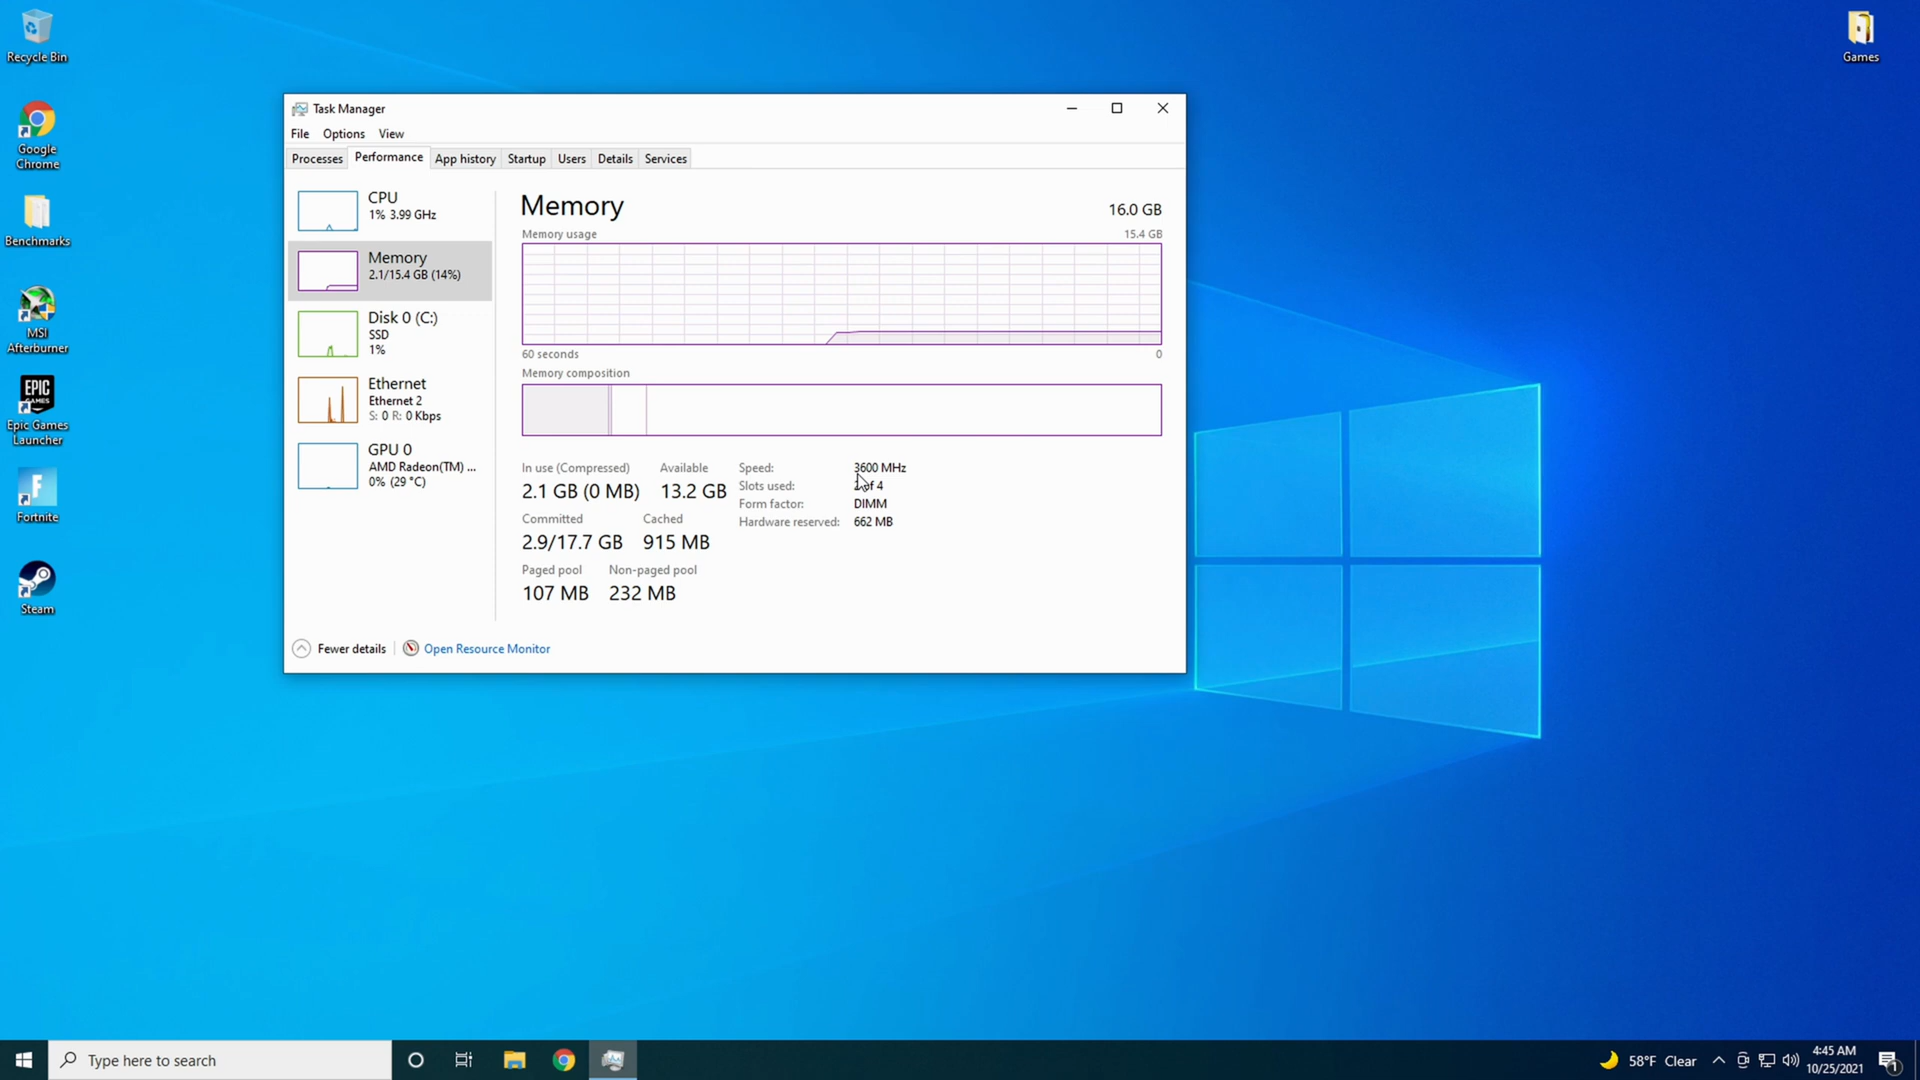 Recycle Bin
Google
Chrome
Benchmarks
MSI
Afterburner
EPIC
GAMES
Epic Games
Launcher
F
Fortnite
Steam
Games
Task Manager
File Options View
Processes Performance App history Startup Users Details Services
CPU
1% 3.99 GHz
Memory
2.1/15.4 GB (14%)
Disk 0 (C:)
SSD
1%
Ethernet
Ethernet 2
S: 0 R: 0 Kbps
GPU 0
AMD Radeon(TM) ...
0% (29 °C)
Memory 16.0 GB
Memory usage 15.4 GB
60 seconds 0
Memory composition
In use (Compressed) Available
2.1 GB (0 MB) 13.2 GB
Committed Cached
2.9/17.7 GB 915 MB
Paged pool Non-paged pool
107 MB 232 MB
Speed: 3600 MHz
Slots used: of 4
Form factor: DIMM
Hardware reserved: 662 MB
Fewer details Open Resource Monitor
Type here to search
58°F Clear
4:45 AM
10/25/2021
1